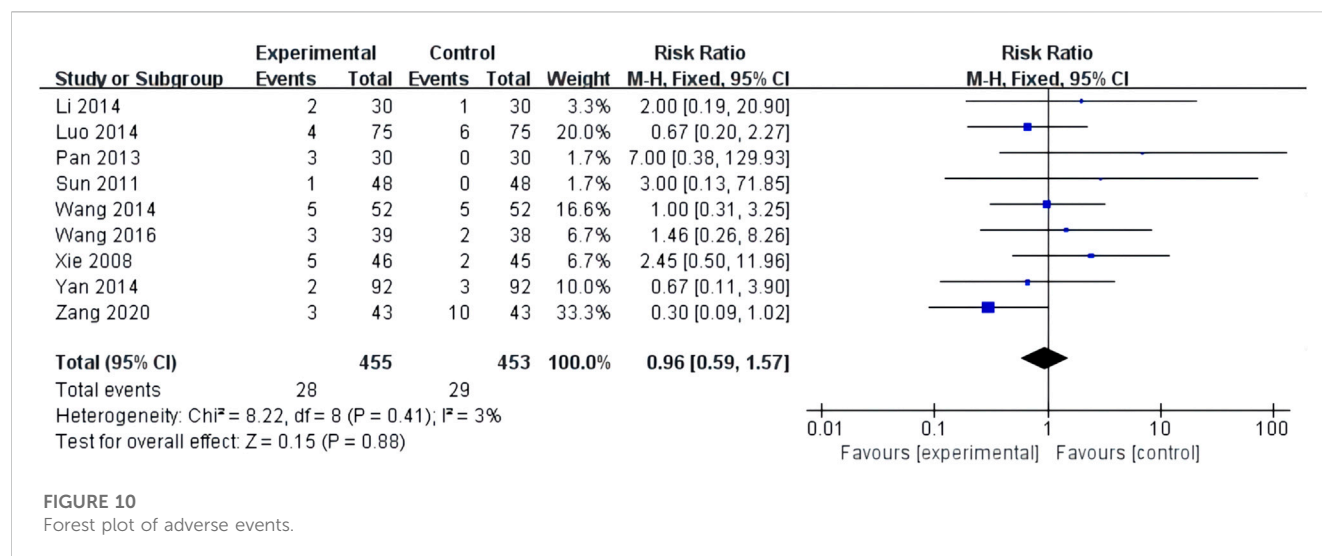 Experimental Control Risk Ratio Risk Ratio
Study or Subgroup Events Total Events Total Weight M-H, Fixed, 95% CI M-H, Fixed, 95% CI
Li 2014 2 30 1 30 3.3% 2.00 [0.19, 20.90]
Luo 2014 4 75 6 75 20.0% 0.67 [0.20, 2.27]
Pan 2013 3 30 0 30 1.7% 7.00 [0.38, 129.93]
Sun 2011 1 48 0 48 1.7% 3.00 [0.13, 71.85]
Wang 2014 5 52 5 52 16.6% 1.00 [0.31, 3.25]
Wang 2016 3 39 2 38 6.7% 1.46 [0.26, 8.26]
Xie 2008 5 46 2 45 6.7% 2.45 [0.50, 11.96]
Yan 2014 2 92 3 92 10.0% 0.67 [0.11, 3.90]
Zang 2020 3 43 10 43 33.3% 0.30 [0.09, 1.02]
Total (95% CI) 455 453 100.0% 0.96 [0.59, 1.57]
Total events 28 29
Heterogeneity: Chi² = 8.22, df = 8 (P = 0.41); I² = 3%
Test for overall effect: Z = 0.15 (P = 0.88)
0.01 0.1 1 10 100
Favours [experimental] Favours [control]
FIGURE 10
Forest plot of adverse events.